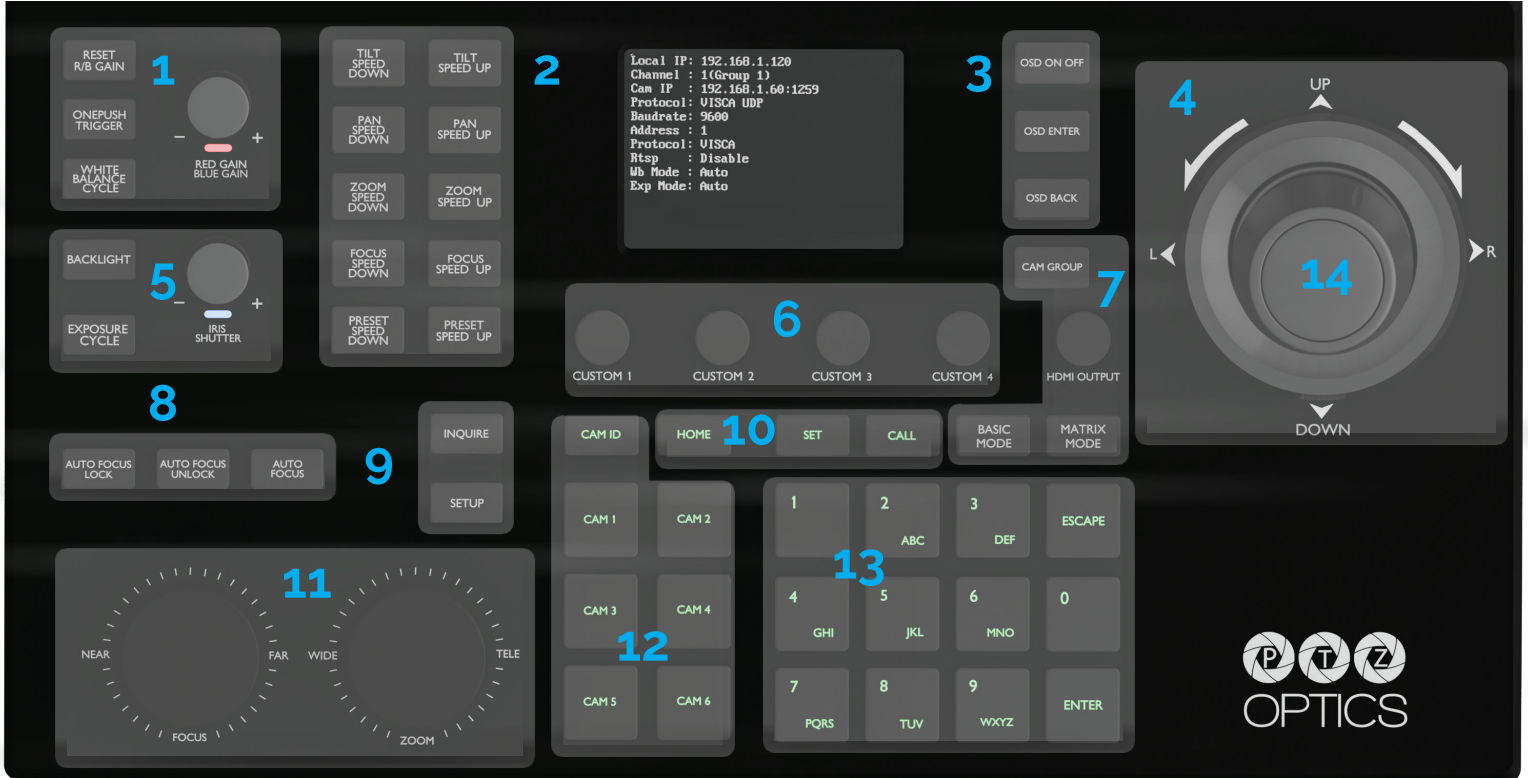 RESET
R/B GAIN
1
ONEPUSH
TRIGGER
- +
WHITE
BALANCE
CYCLE
RED GAIN
BLUE GAIN
TILT
SPEED
DOWN
TILT
SPEED UP
2
PAN
SPEED
DOWN
PAN
SPEED UP
ZOOM
SPEED
DOWN
ZOOM
SPEED UP
FOCUS
SPEED
DOWN
FOCUS
SPEED UP
PRESET
SPEED
DOWN
PRESET
SPEED UP
Local IP: 192.168.1.120
Channel : 1(Group 1)
Cam IP : 192.168.1.60:1259
Protocol: VISCA UDP
Baudrate: 9600
Address : 1
Protocol: VISCA
Rtsp : Disable
Wb Mode : Auto
Exp Mode: Auto
3
OSD ON OFF
OSD ENTER
OSD BACK
4
UP
L
R
14
DOWN
BACKLIGHT
5
- +
EXPOSURE
CYCLE
IRIS
SHUTTER
6
CUSTOM 1
CUSTOM 2
CUSTOM 3
CUSTOM 4
CAM GROUP
7
HDMI OUTPUT
BASIC
MODE
MATRIX
MODE
8
AUTO FOCUS
LOCK
AUTO FOCUS
UNLOCK
AUTO
FOCUS
9
INQUIRE
SETUP
CAM ID
HOME
10
SET
CALL
11
NEAR
FAR
FOCUS
WIDE
TELE
ZOOM
CAM 1
CAM 2
CAM 3
CAM 4
12
CAM 5
CAM 6
13
1
2
ABC
3
DEF
ESCAPE
4
GHI
5
JKL
6
MNO
0
7
PQRS
8
TUV
9
WXYZ
ENTER
PTZ
OPTICS